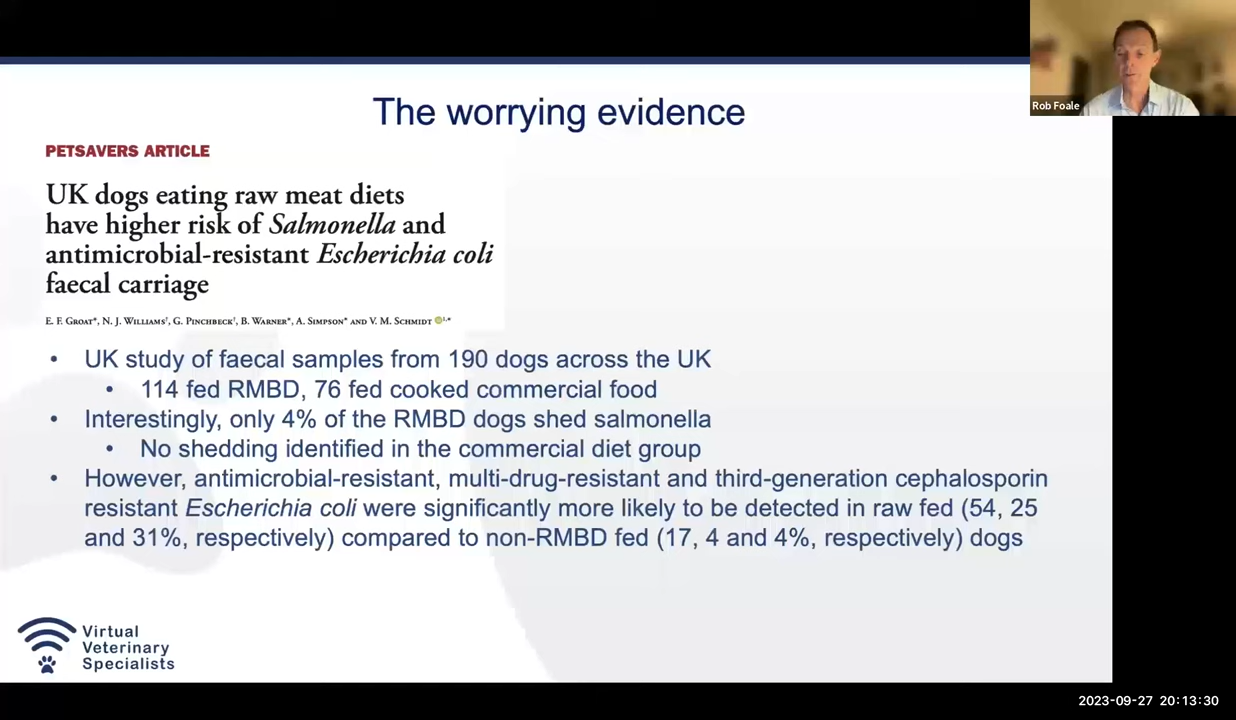 The worrying evidence
Rob Foale
PETSAVERS ARTICLE
UK dogs eating raw meat diets
have higher risk of Salmonella and
antimicrobial-resistant Escherichia coli
faecal carriage
E. F. Groat*, N. J. Williams†, G. Pinchbeck†, B. Warner*, A. Simpson* and V. M. Schmidt 1,*
• UK study of faecal samples from 190 dogs across the UK
• 114 fed RMBD, 76 fed cooked commercial food
• Interestingly, only 4% of the RMBD dogs shed salmonella
• No shedding identified in the commercial diet group
• However, antimicrobial-resistant, multi-drug-resistant and third-generation cephalosporin
resistant Escherichia coli were significantly more likely to be detected in raw fed (54, 25
and 31%, respectively) compared to non-RMBD fed (17, 4 and 4%, respectively) dogs
Virtual
Veterinary
Specialists
2023-09-27 20:13:30